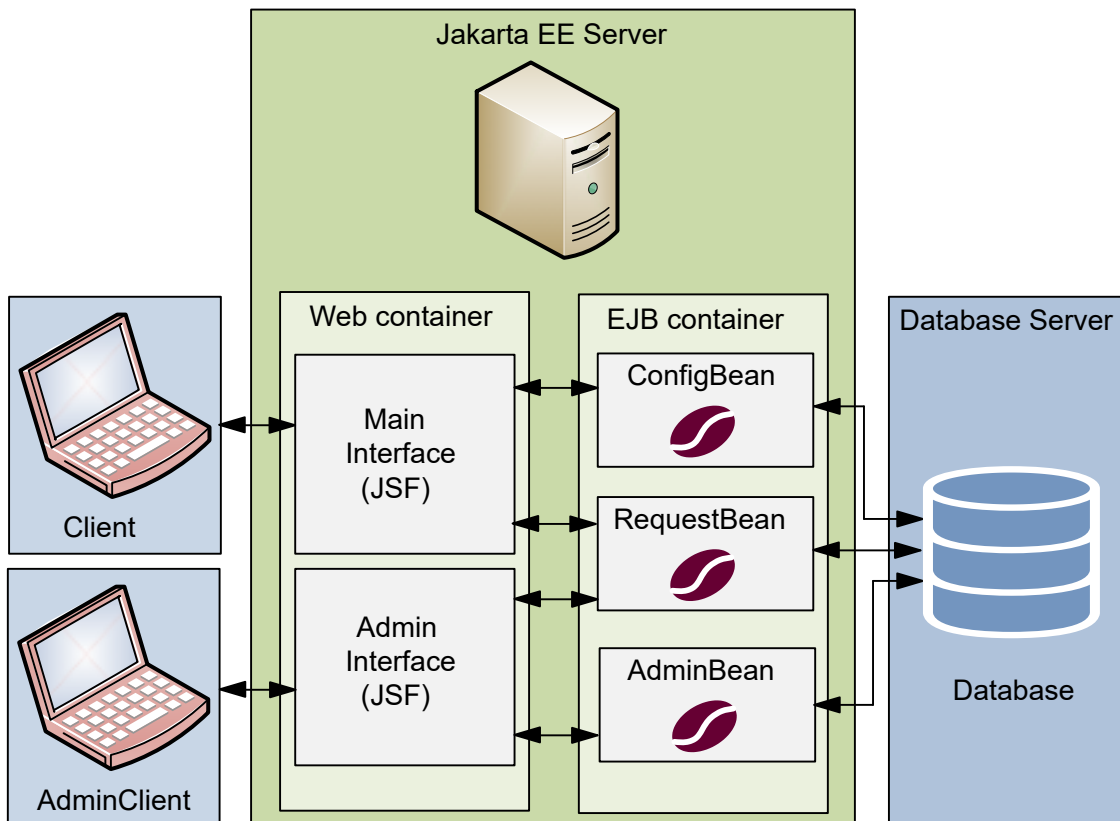 Jakarta EE Server
Web container
EJB container
Database Server
Main
Interface
(JSF)
ConfigBean
Client
RequestBean
Admin
Interface
(JSF)
AdminBean
Database
AdminClient